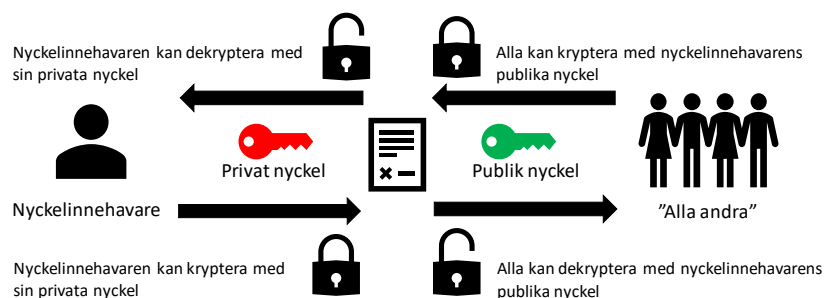 Nyckelinnehavaren kan dekryptera med
sin privata nyckel
Alla kan kryptera med nyckelinnehavarens
publika nyckel
Privat nyckel
Publik nyckel
Nyckelinnehavare
”Alla andra”
Nyckelinnehavaren kan kryptera med
sin privata nyckel
Alla kan dekryptera med nyckelinnehavarens
publika nyckel